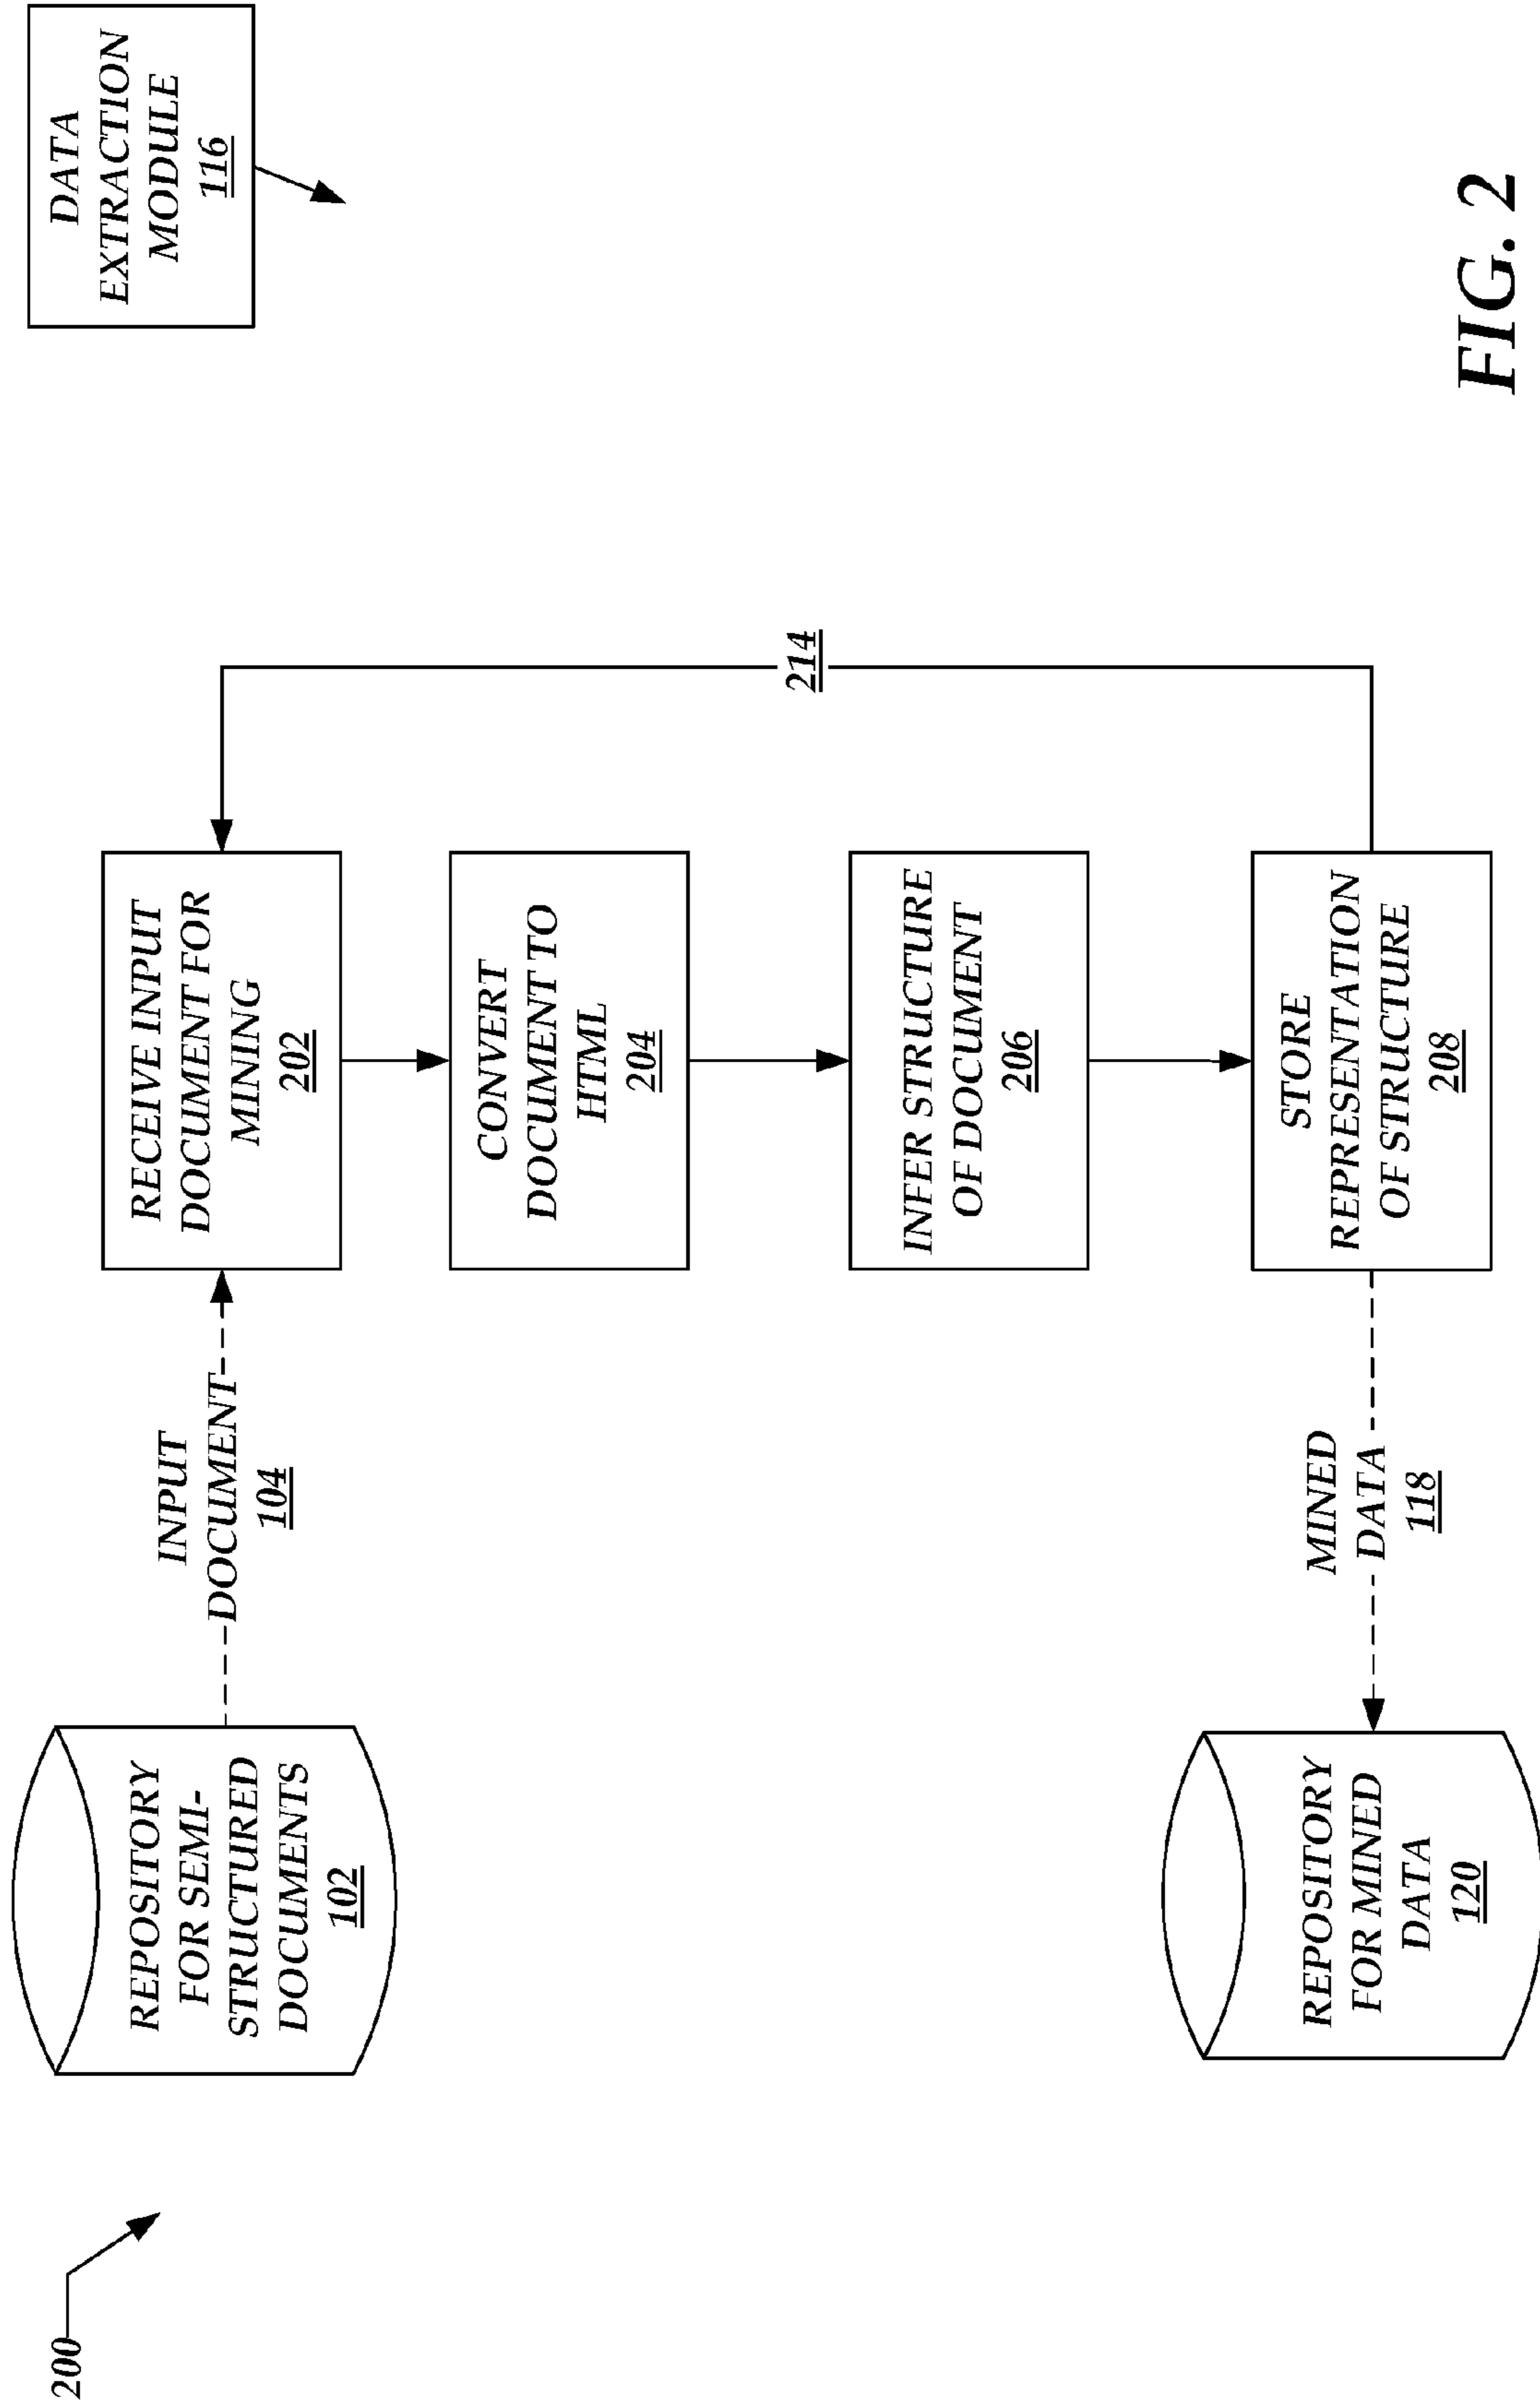 200
DATA
EXTRACTION
MODULE
116
REPOSITORY
FOR SEMI-
STRUCTURED
DOCUMENTS
102
INPUT
DOCUMENT
104
RECEIVE INPUT
DOCUMENT FOR
MINING
202
CONVERT
DOCUMENT TO
HTML
204
214
INFER STRUCTURE
OF DOCUMENT
206
REPOSITORY
FOR MINED
DATA
120
MINED
DATA
118
STORE
REPRESENTATION
OF STRUCTURE
208
FIG. 2